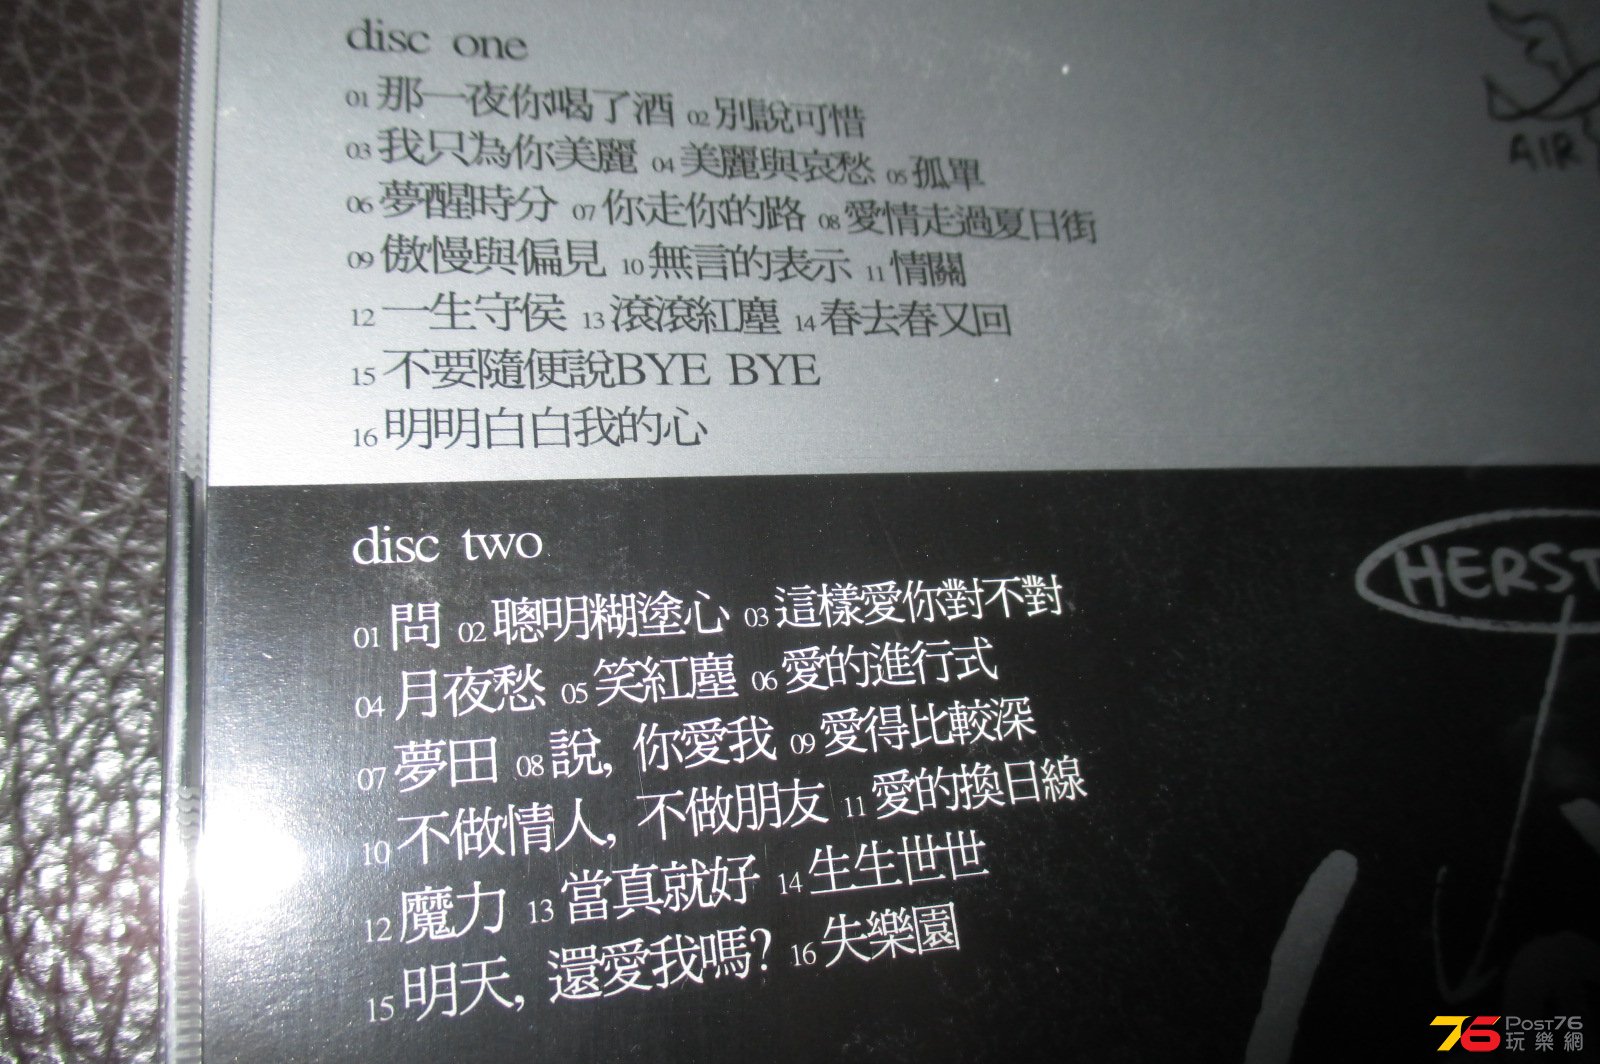 disc one
01 那一夜你喝了酒 02 別說可惜
03 我只為你美麗 04 美麗與哀愁 05 孤單
06 夢醒時分 07 你走你的路 08 愛情走過夏日街
09 傲慢與偏見 10 無言的表示 11 情關
12 一生守侯 13 滾滾紅塵 14 春去春又回
15 不要隨便說BYE BYE
16 明明白白我的心
AIR
disc two
01 問 02 聰明糊塗心 03 這樣愛你對不對
04 月夜愁 05 笑紅塵 06 愛的進行式
07 夢田 08 說, 你愛我 09 愛得比較深
10 不做情人, 不做朋友 11 愛的換日線
12 魔力 13 當真就好 14 生生世世
15 明天, 還愛我嗎? 16 失樂園
HERST
76 POST76
玩樂網